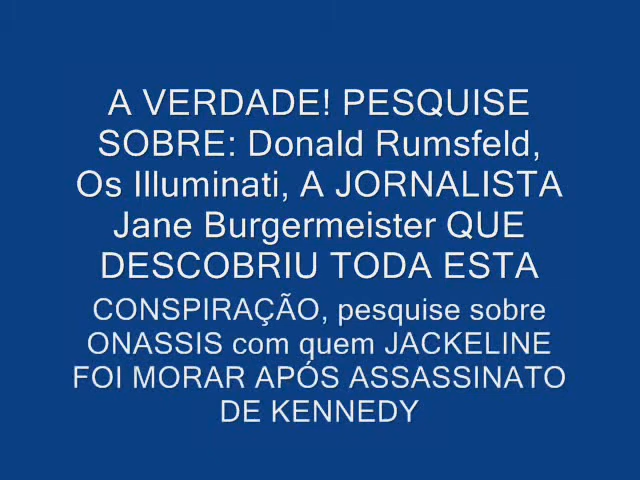 A VERDADE! PESQUISE
SOBRE: Donald Rumsfeld,
Os Illuminati, A JORNALISTA
Jane Burgermeister QUE
DESCOBRIU TODA ESTA
CONSPIRAÇÃO, pesquise sobre
ONASSIS com quem JACKELINE
FOI MORAR APÓS ASSASSINATO
DE KENNEDY